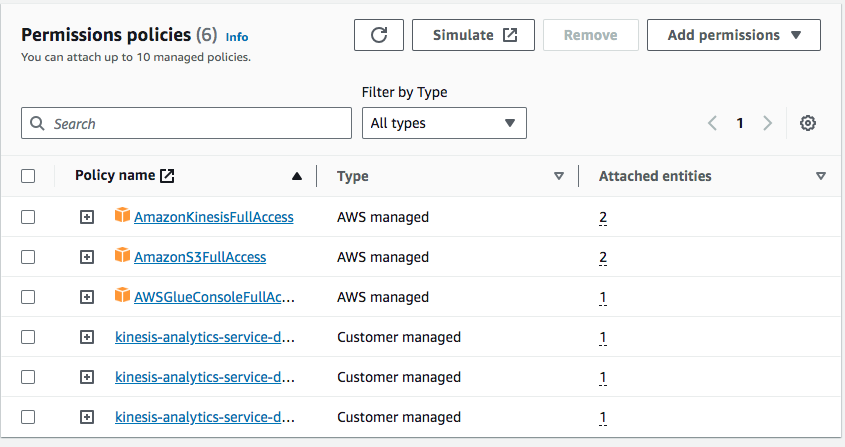 Permissions policies (6) Info
You can attach up to 10 managed policies.
Simulate
Remove
Add permissions
Filter by Type
Search
All types
1
Policy name Type Attached entities
AmazonKinesisFullAccess AWS managed 2
AmazonS3FullAccess AWS managed 2
AWSGlueConsoleFullAc... AWS managed 1
kinesis-analytics-service-d... Customer managed 1
kinesis-analytics-service-d... Customer managed 1
kinesis-analytics-service-d... Customer managed 1